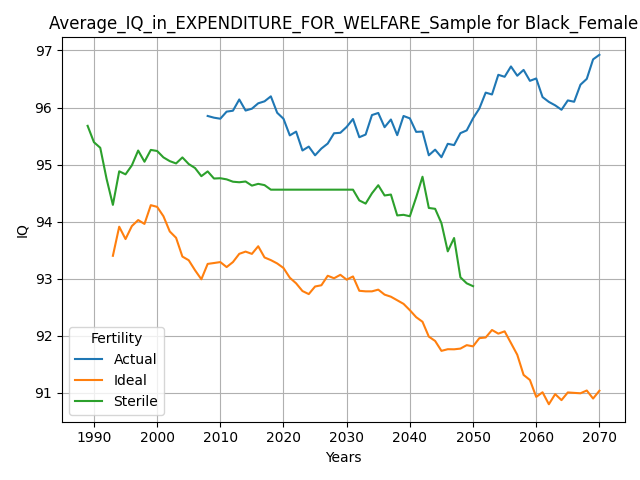 Average_IQ_in_EXPENDITURE_FOR_WELFARE_Sample for Black_Female
97
96
95
94
93
92
91
IQ
Fertility
Actual
Ideal
Sterile
1990 2000 2010 2020 2030 2040 2050 2060 2070
Years